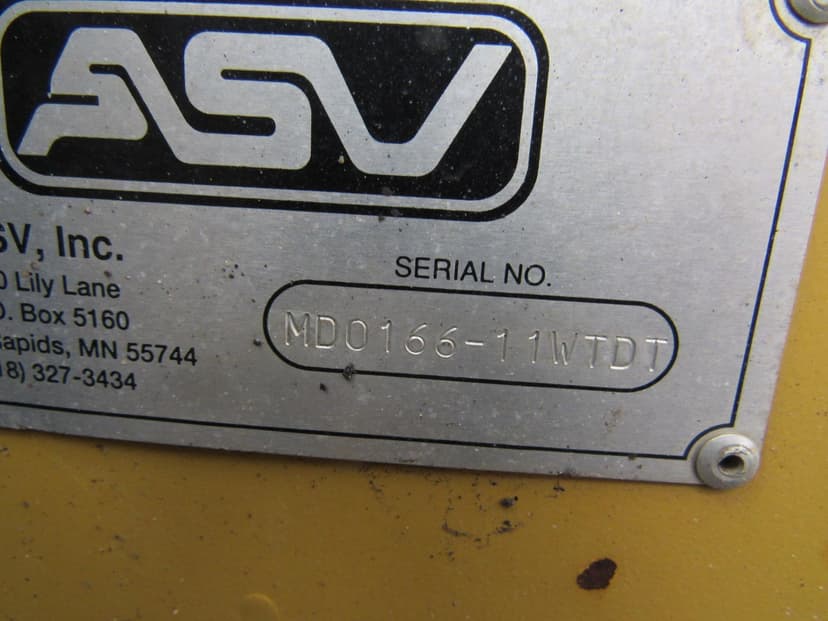 ASV
SV, Inc.
0 Lily Lane
O. Box 5160
Rapids, MN 55744
18) 327-3434
SERIAL NO.
MD0166-11WTDT